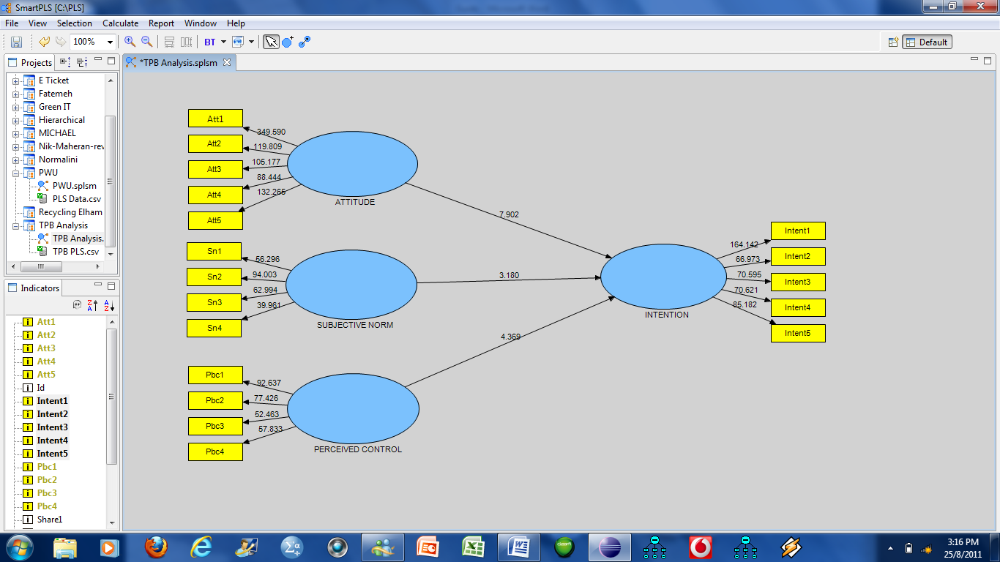 SmartPLS [C:\PLS]
File View Selection Calculate Report Window Help
100% BT Default
Projects
E Ticket
Fatemeh
Green IT
Hierarchical
MICHAEL
Nik-Maheran-rev
Normalini
PWU
PWU.splsm
PLS Data.csv
Recycling Elham
TPB Analysis
TPB Analysis.
TPB PLS.csv
Indicators
Att1
Att2
Att3
Att4
Att5
Id
Intent1
Intent2
Intent3
Intent4
Intent5
Pbc1
Pbc2
Pbc3
Pbc4
Share1
*TPB Analysis.splsm
Att1
349.590
Att2
119.809
Att3
105.177
Att4
88.444
Att5
132.265
ATTITUDE
7.902
Sn1
56.296
Sn2
94.003
Sn3
62.994
Sn4
39.961
SUBJECTIVE NORM
3.180
Pbc1
92.637
Pbc2
77.426
Pbc3
52.463
Pbc4
57.833
PERCEIVED CONTROL
4.369
INTENTION
164.142
Intent1
66.973
Intent2
70.595
Intent3
70.621
Intent4
85.182
Intent5
3:16 PM
25/8/2011